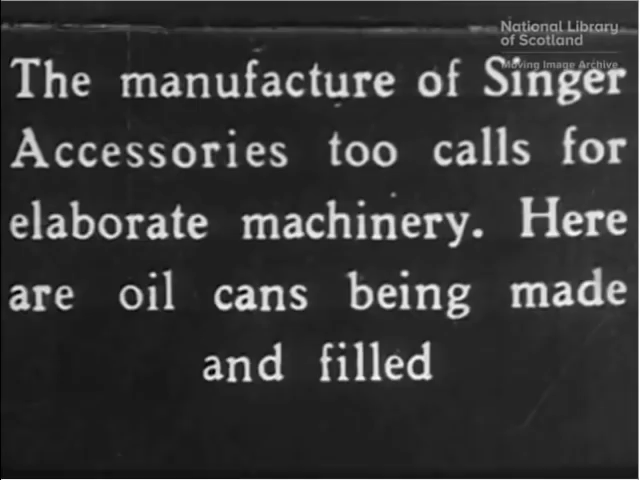 National Library
of Scotland
Moving Image Archive
The manufacture of Singer
Accessories too calls for
elaborate machinery. Here
are oil cans being made
and filled